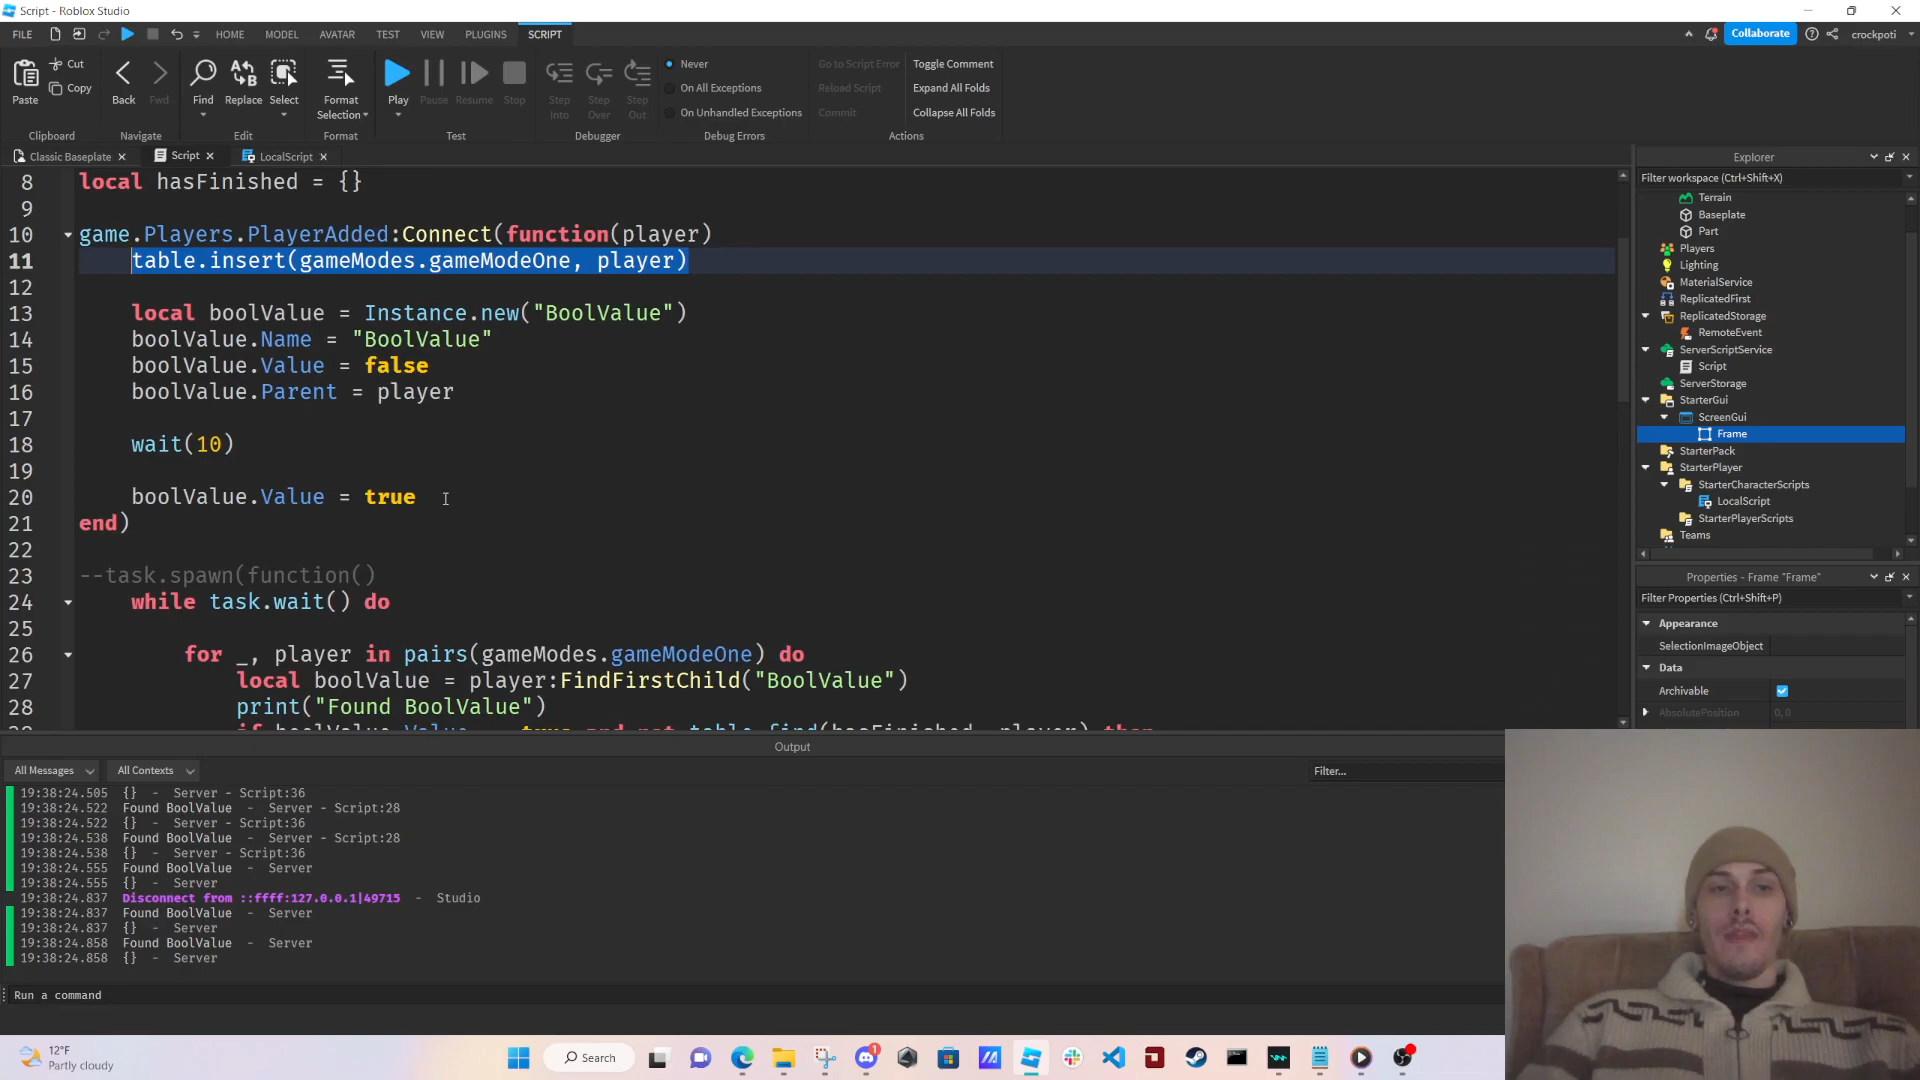 Script - Roblox Studio
FILE HOME MODEL AVATAR TEST VIEW PLUGINS SCRIPT Collaborate crockpoti
Paste Cut Copy
Back Fwd
Find Replace Select
Format Selection
Play Pause Resume Stop
Step Into Step Over Step Out
Never
On All Exceptions
On Unhandled Exceptions
Go to Script Error
Reload Script
Commit
Toggle Comment
Expand All Folds
Collapse All Folds
Clipboard Navigate Edit Format Test Debugger Debug Errors Actions
Classic Baseplate Script LocalScript
8 local hasFinished = {}
9
10 game.Players.PlayerAdded:Connect(function(player)
11 table.insert(gameModes.gameModeOne, player)
12
13 local boolValue = Instance.new("BoolValue")
14 boolValue.Name = "BoolValue"
15 boolValue.Value = false
16 boolValue.Parent = player
17
18 wait(10)
19
20 boolValue.Value = true
21 end)
22
23 --task.spawn(function()
24 while task.wait() do
25
26 for _, player in pairs(gameModes.gameModeOne) do
27 local boolValue = player:FindFirstChild("BoolValue")
28 print("Found BoolValue")
Explorer
Filter workspace (Ctrl+Shift+X)
Terrain
Baseplate
Part
Players
Lighting
MaterialService
ReplicatedFirst
ReplicatedStorage
RemoteEvent
ServerScriptService
Script
ServerStorage
StarterGui
ScreenGui
Frame
StarterPack
StarterPlayer
StarterCharacterScripts
LocalScript
StarterPlayerScripts
Teams
Properties - Frame "Frame"
Filter Properties (Ctrl+Shift+P)
Appearance
SelectionImageObject
Data
Archivable
AbsolutePosition 0, 0
Output
All Messages All Contexts Filter...
19:38:24.505 {} - Server - Script:36
19:38:24.522 Found BoolValue - Server - Script:28
19:38:24.522 {} - Server - Script:36
19:38:24.538 Found BoolValue - Server - Script:28
19:38:24.538 {} - Server - Script:36
19:38:24.555 Found BoolValue - Server
19:38:24.555 {} - Server
19:38:24.837 Disconnect from ::ffff:127.0.0.1|49715 - Studio
19:38:24.837 Found BoolValue - Server
19:38:24.837 {} - Server
19:38:24.858 Found BoolValue - Server
19:38:24.858 {} - Server
Run a command
12°F
Partly cloudy
Search
1